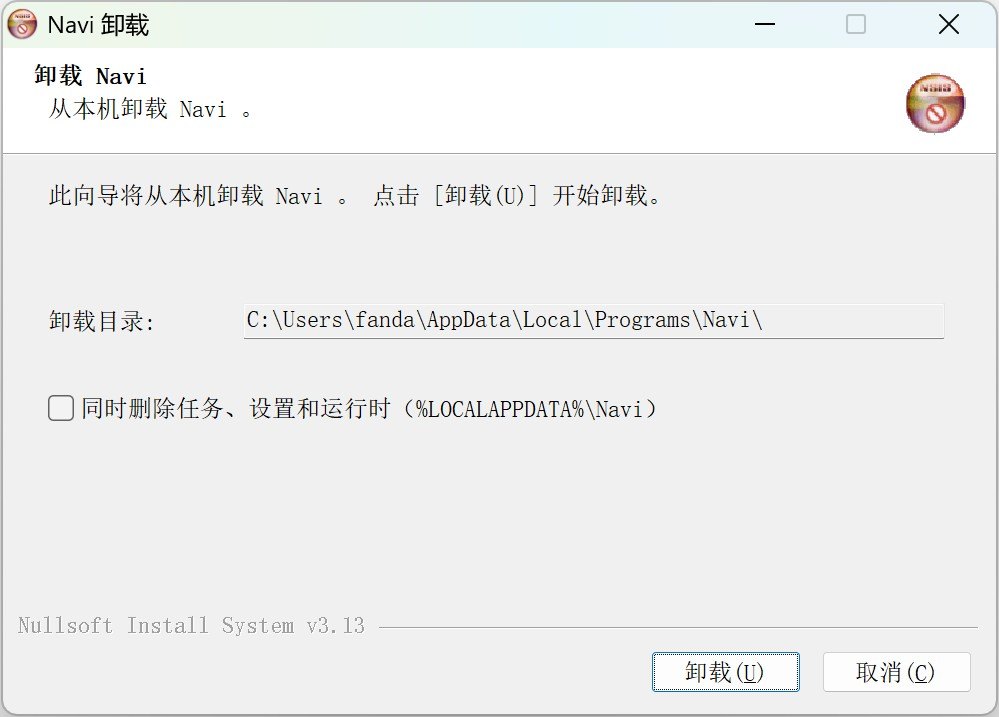 Navi 卸载
卸载 Navi
从本机卸载 Navi 。
此向导将从本机卸载 Navi 。 点击 [卸载(U)] 开始卸载。
卸载目录: C:\Users\fanda\AppData\Local\Programs\Navi\
同时删除任务、设置和运行时（%LOCALAPPDATA%\Navi）
Nullsoft Install System v3.13
卸载(U) 取消(C)